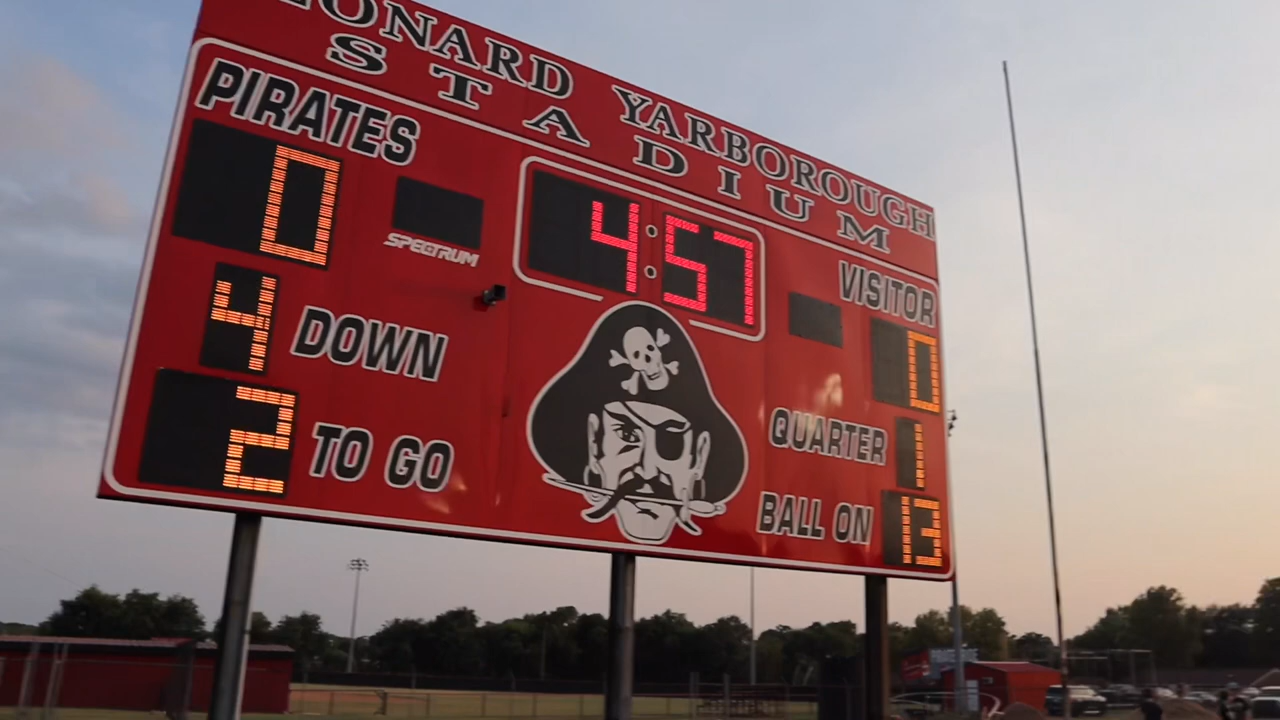 LEONARD YARBOROUGH
STADIUM
PIRATES
0
SPECTRUM
4:57
VISITOR
0
4 DOWN
QUARTER 1
2 TO GO
BALL ON 13